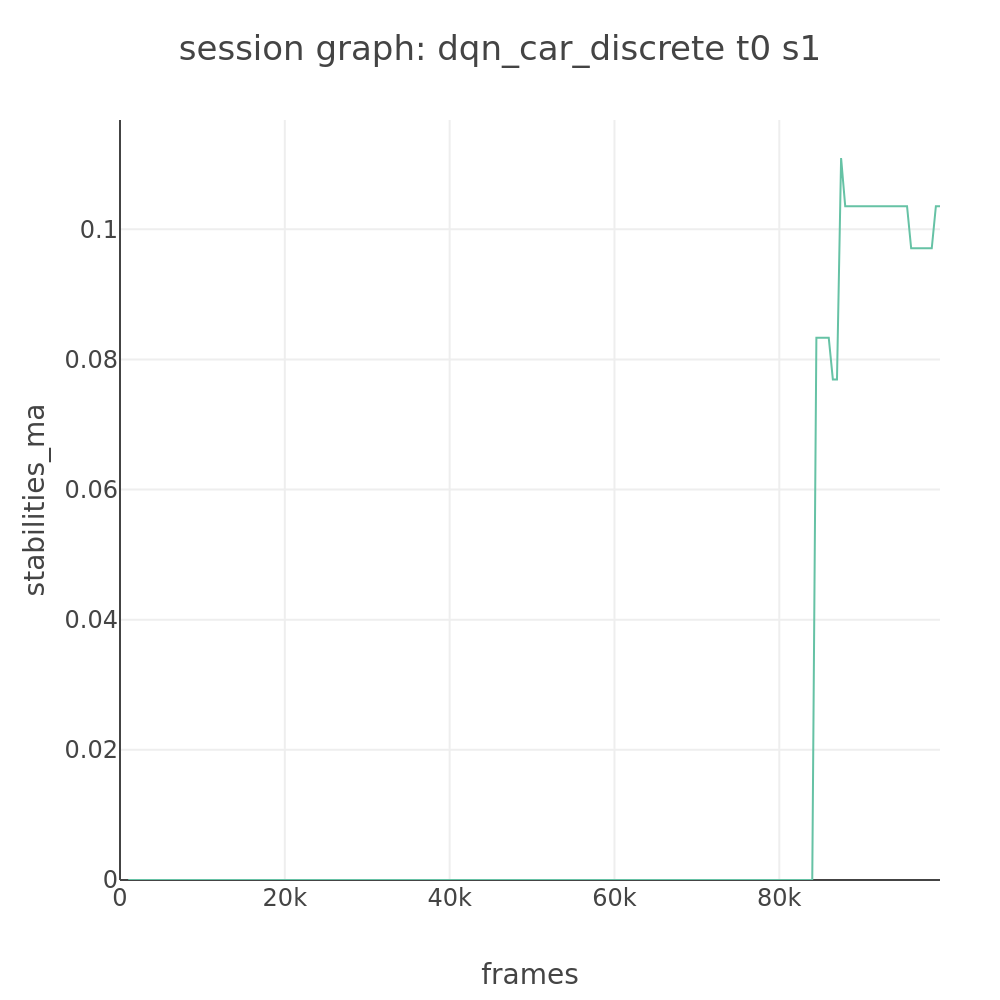 session graph: dqn_car_discrete t0 s1
stabilities_ma
0.1
0.08
0.06
0.04
0.02
0
0
20k
40k
60k
80k
frames